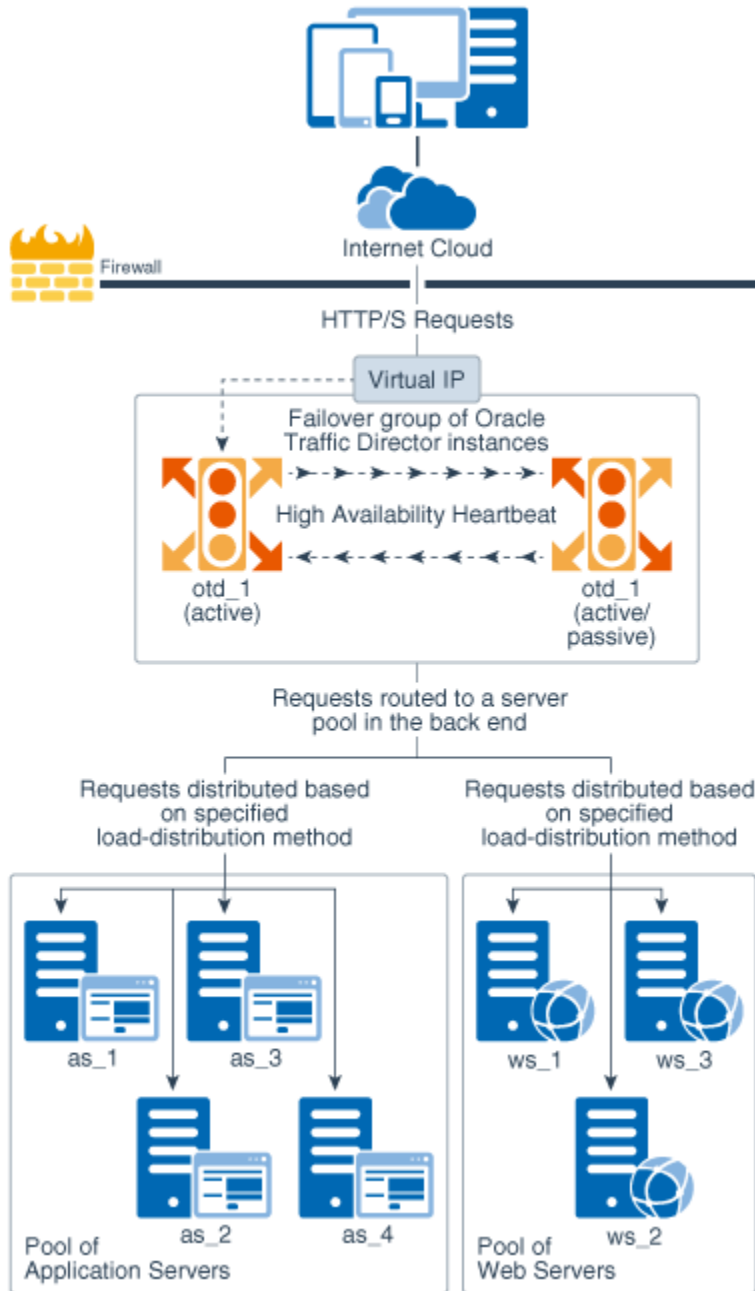 Internet Cloud
Firewall
HTTP/S Requests
Virtual IP
Failover group of Oracle
Traffic Director instances
High Availability Heartbeat
otd_1
(active)
otd_1
(active/
passive)
Requests routed to a server
pool in the back end
Requests distributed based
on specified
load-distribution method
Requests distributed based
on specified
load-distribution method
as_1
as_3
as_2
as_4
Pool of
Application Servers
ws_1
ws_3
ws_2
Pool of
Web Servers